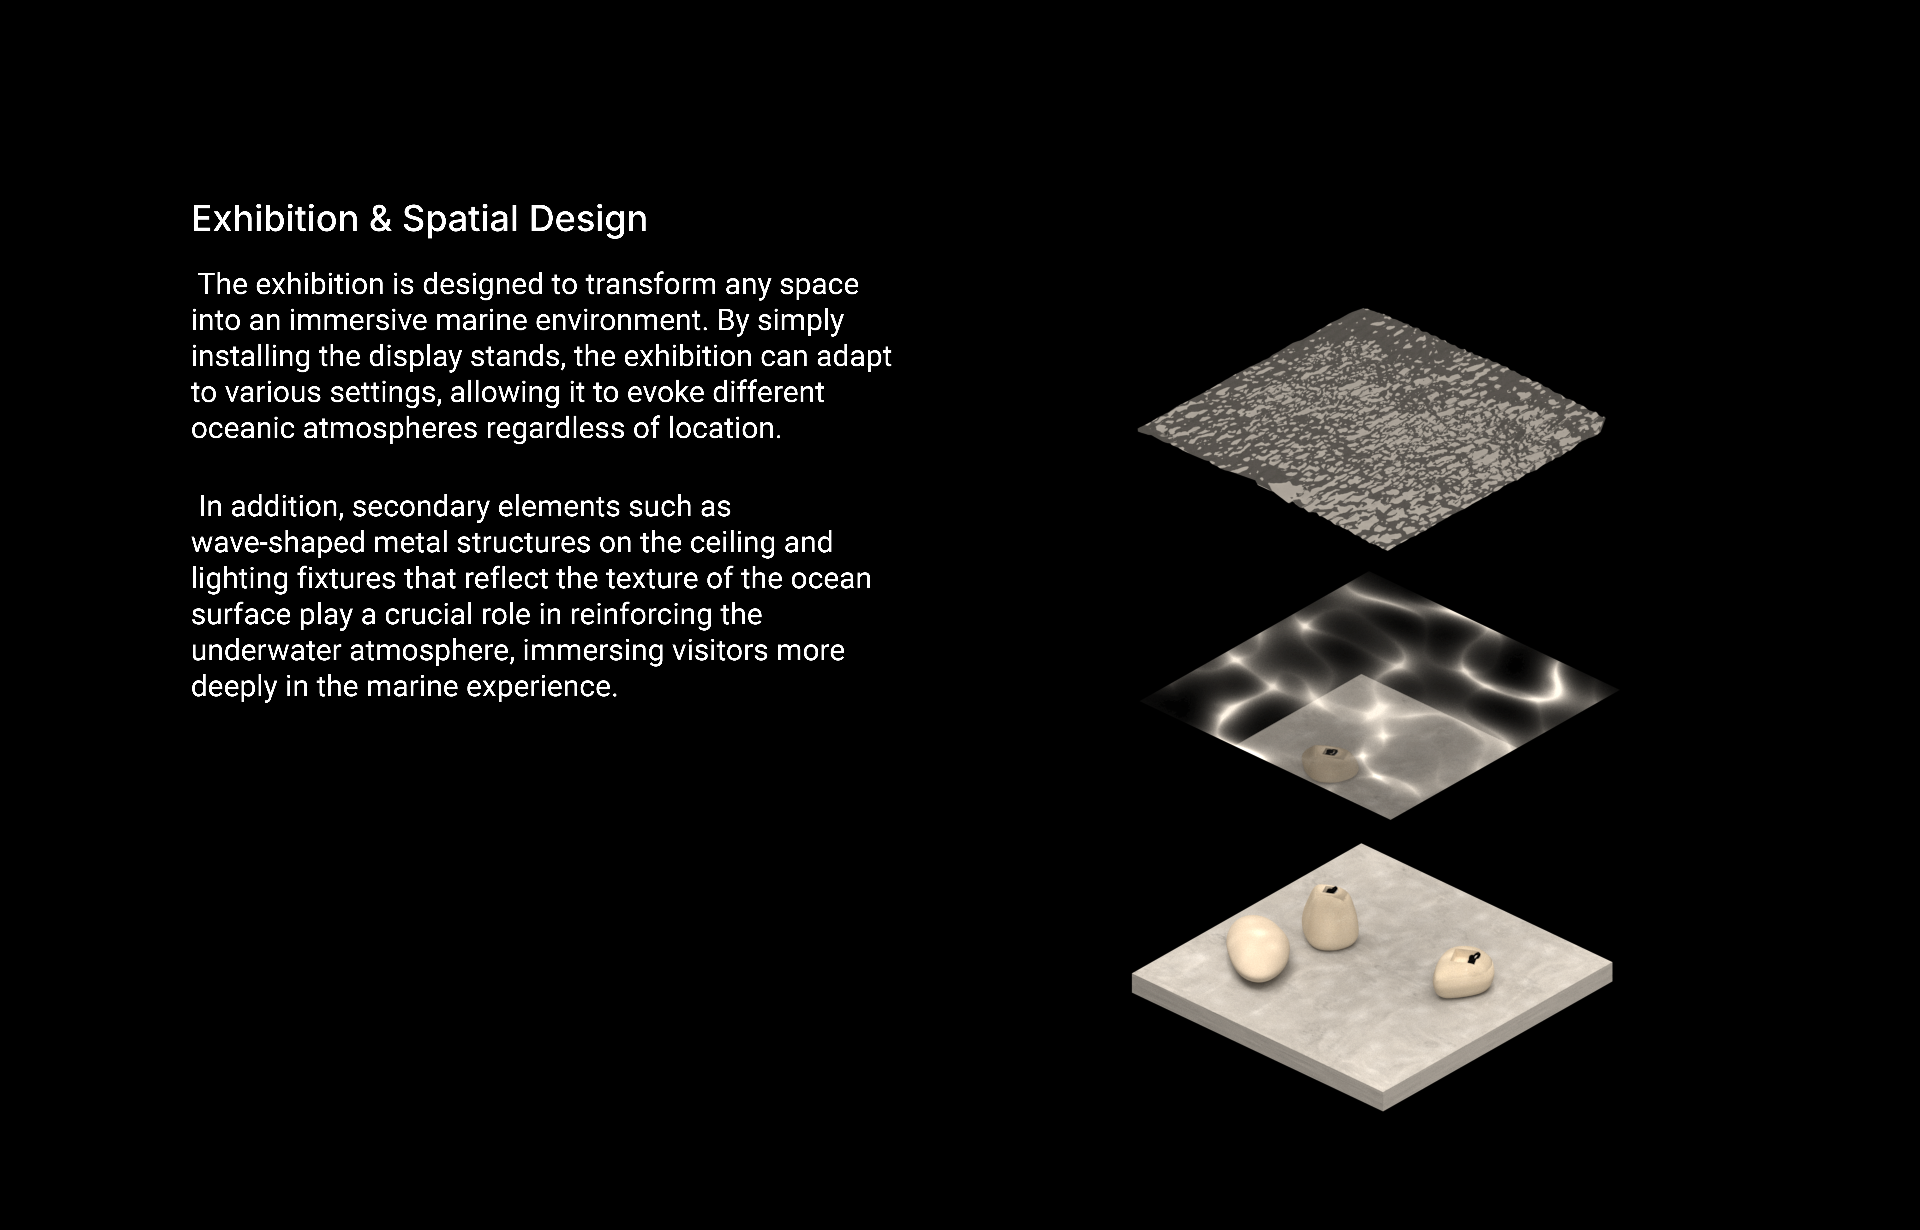 Exhibition & Spatial Design
The exhibition is designed to transform any space
into an immersive marine environment. By simply
installing the display stands, the exhibition can adapt
to various settings, allowing it to evoke different
oceanic atmospheres regardless of location.
In addition, secondary elements such as
wave-shaped metal structures on the ceiling and
lighting fixtures that reflect the texture of the ocean
surface play a crucial role in reinforcing the
underwater atmosphere, immersing visitors more
deeply in the marine experience.